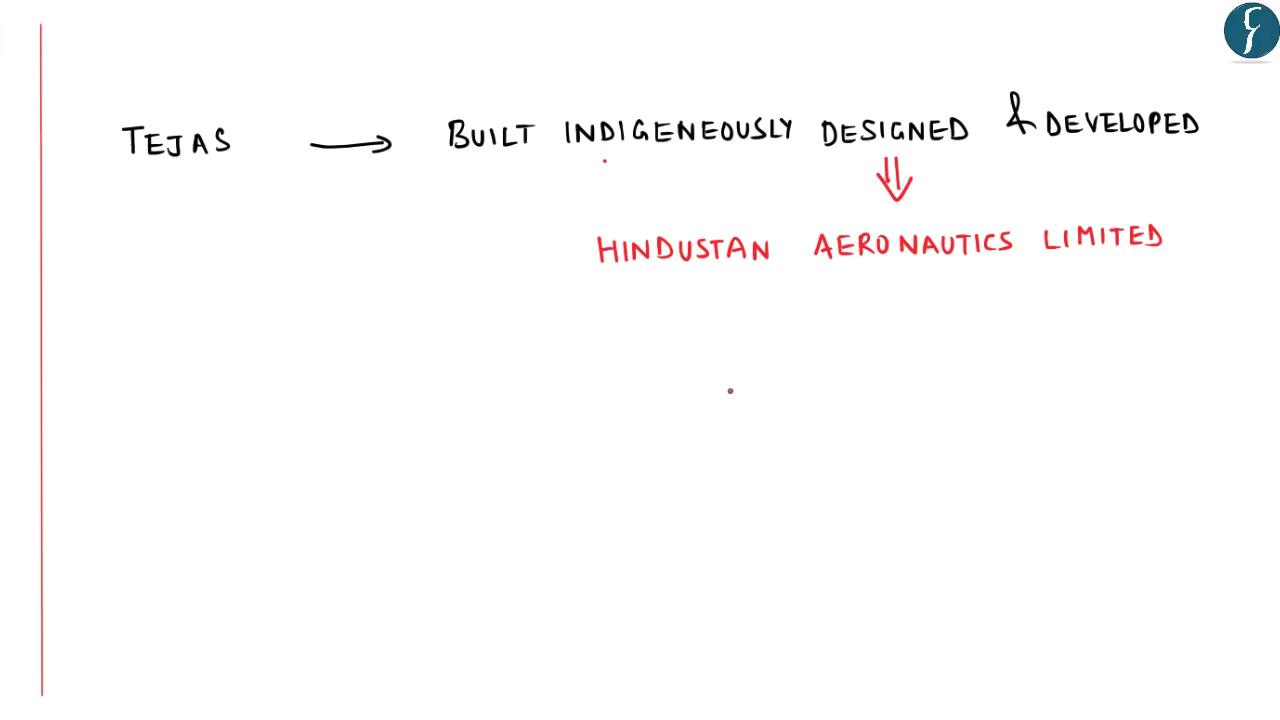 TEJAS → BUILT INDIGENEOUSLY DESIGNED & DEVELOPED
HINDUSTAN AERONAUTICS LIMITED